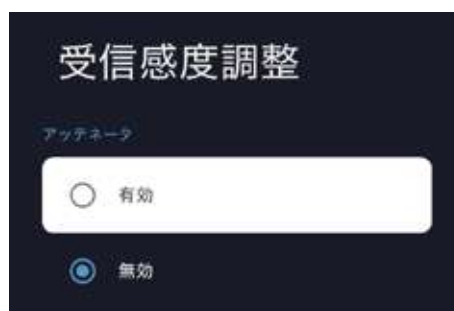 受信感度調整
アッテネータ
有効
無効